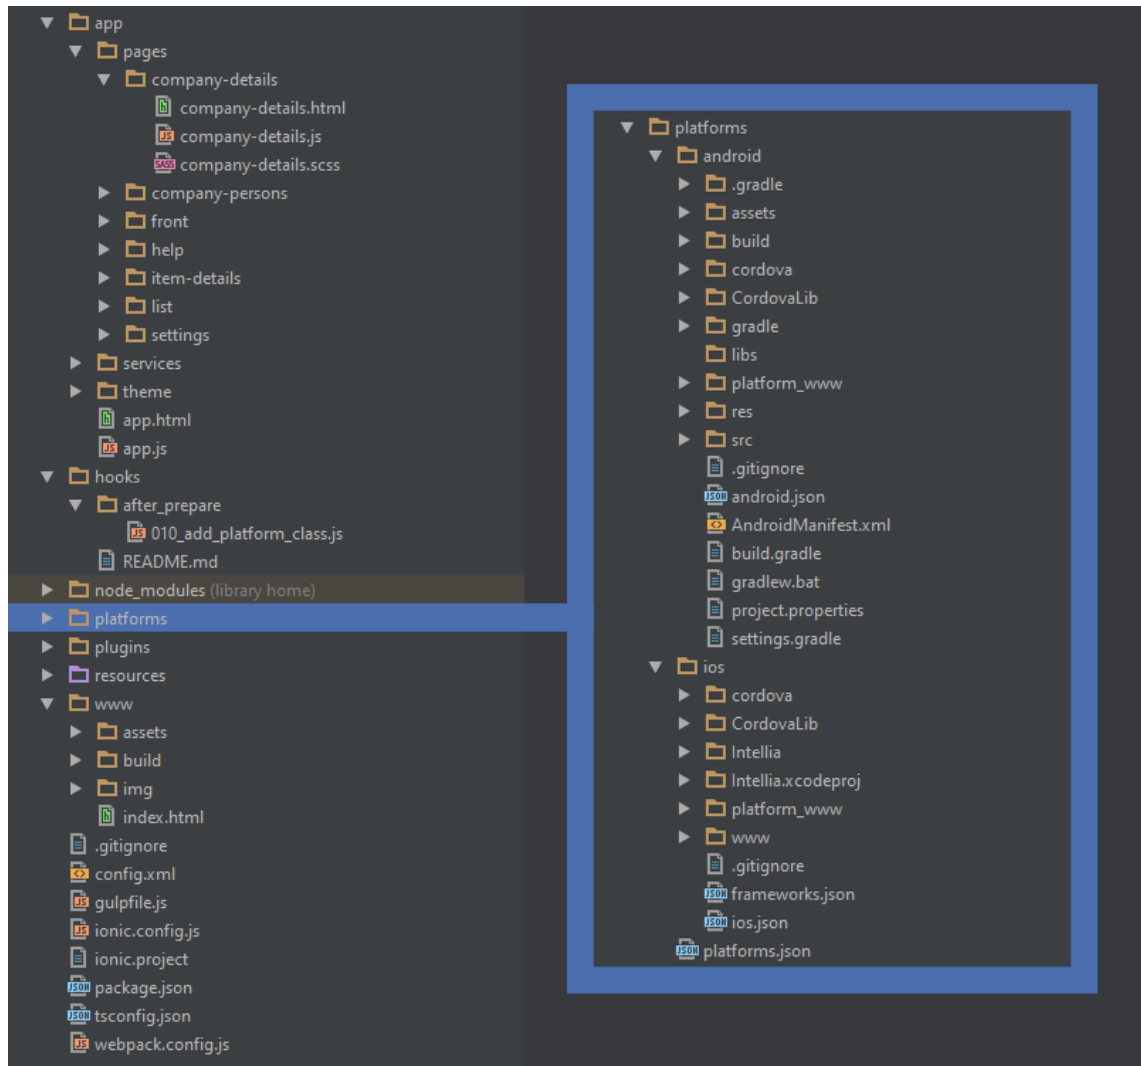 app
pages
company-details
company-details.html
company-details.js
company-details.scss
company-persons
front
help
item-details
list
settings
services
theme
app.html
app.js
hooks
after_prepare
010_add_platform_class.js
README.md
node_modules (library home)
platforms
plugins
resources
www
assets
build
img
index.html
.gitignore
config.xml
gulpfile.js
ionic.config.js
ionic.project
package.json
tsconfig.json
webpack.config.js
platforms
android
.gradle
assets
build
cordova
CordovaLib
gradle
libs
platform_www
res
src
.gitignore
android.json
AndroidManifest.xml
build.gradle
gradlew.bat
project.properties
settings.gradle
ios
cordova
CordovaLib
Intellia
Intellia.xcodeproj
platform_www
www
.gitignore
frameworks.json
ios.json
platforms.json